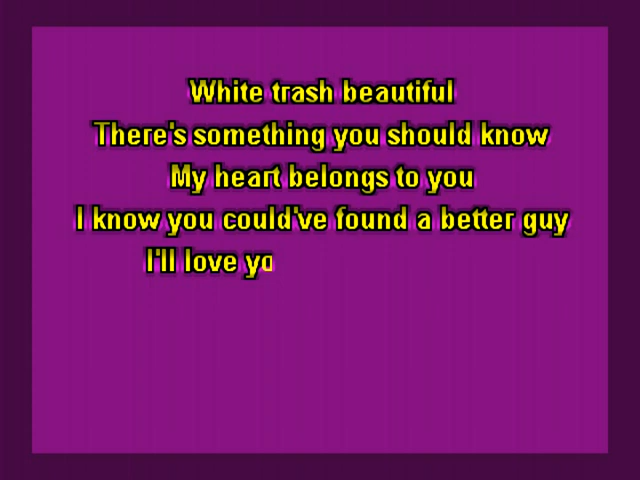 White trash beautiful
There's something you should know
My heart belongs to you
I know you could've found a better guy
I'll love yo